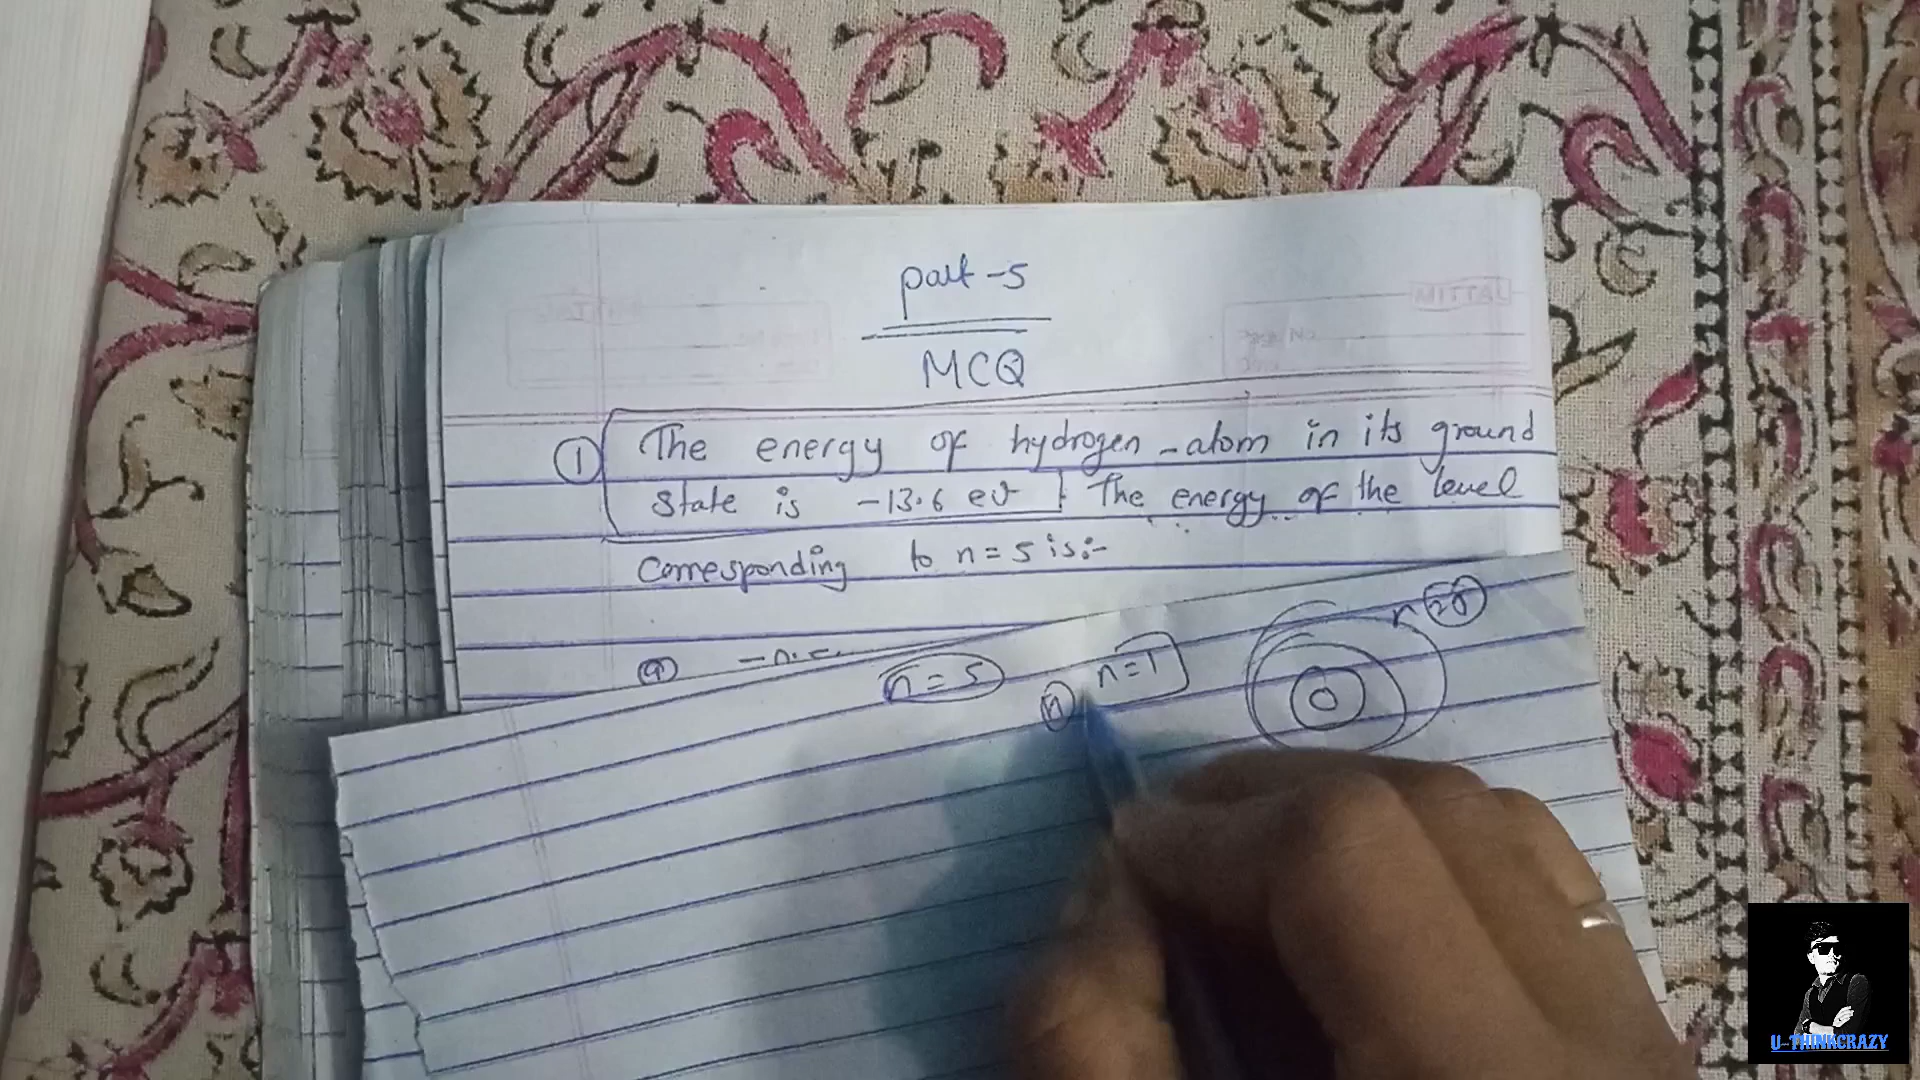 part-5
MCQ
① The energy of hydrogen-atom in its ground
state is -13.6 ev. The energy of the level
Corresponding to n=5 is:-
ⓐ
n=5
n n=1
n
MITTAL
U-THINKCRAZY